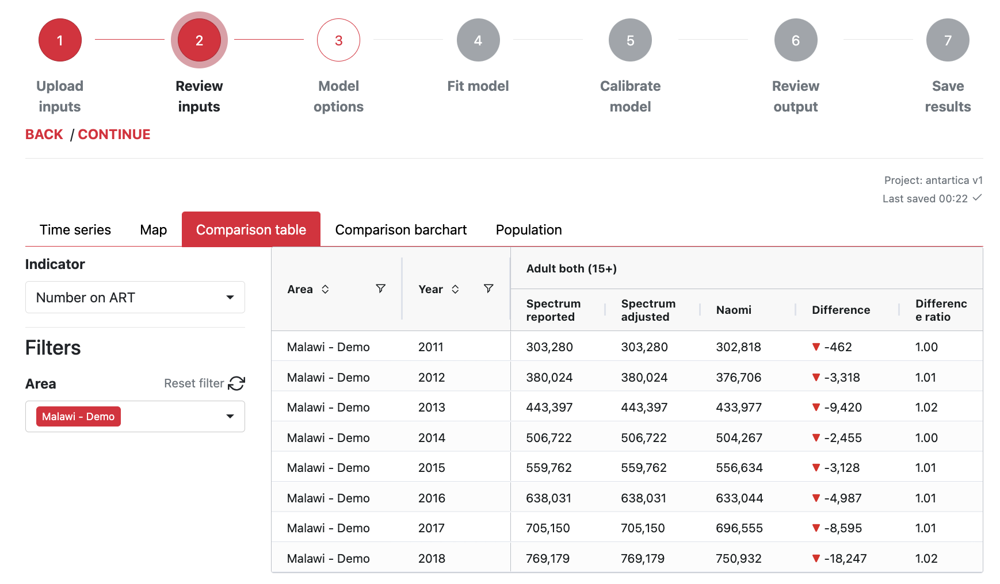 1 2 3 4 5 6 7
Upload inputs
Review inputs
Model options
Fit model
Calibrate model
Review output
Save results
BACK / CONTINUE
Project: antartica v1
Last saved 00:22
Time series Map Comparison table Comparison barchart Population
Indicator
Number on ART
Filters
Area Reset filter
Malawi - Demo
Area Year Adult both (15+)
Spectrum reported Spectrum adjusted Naomi Difference Differenc e ratio
Malawi - Demo 2011 303,280 303,280 302,818 -462 1.00
Malawi - Demo 2012 380,024 380,024 376,706 -3,318 1.01
Malawi - Demo 2013 443,397 443,397 433,977 -9,420 1.02
Malawi - Demo 2014 506,722 506,722 504,267 -2,455 1.00
Malawi - Demo 2015 559,762 559,762 556,634 -3,128 1.01
Malawi - Demo 2016 638,031 638,031 633,044 -4,987 1.01
Malawi - Demo 2017 705,150 705,150 696,555 -8,595 1.01
Malawi - Demo 2018 769,179 769,179 750,932 -18,247 1.02